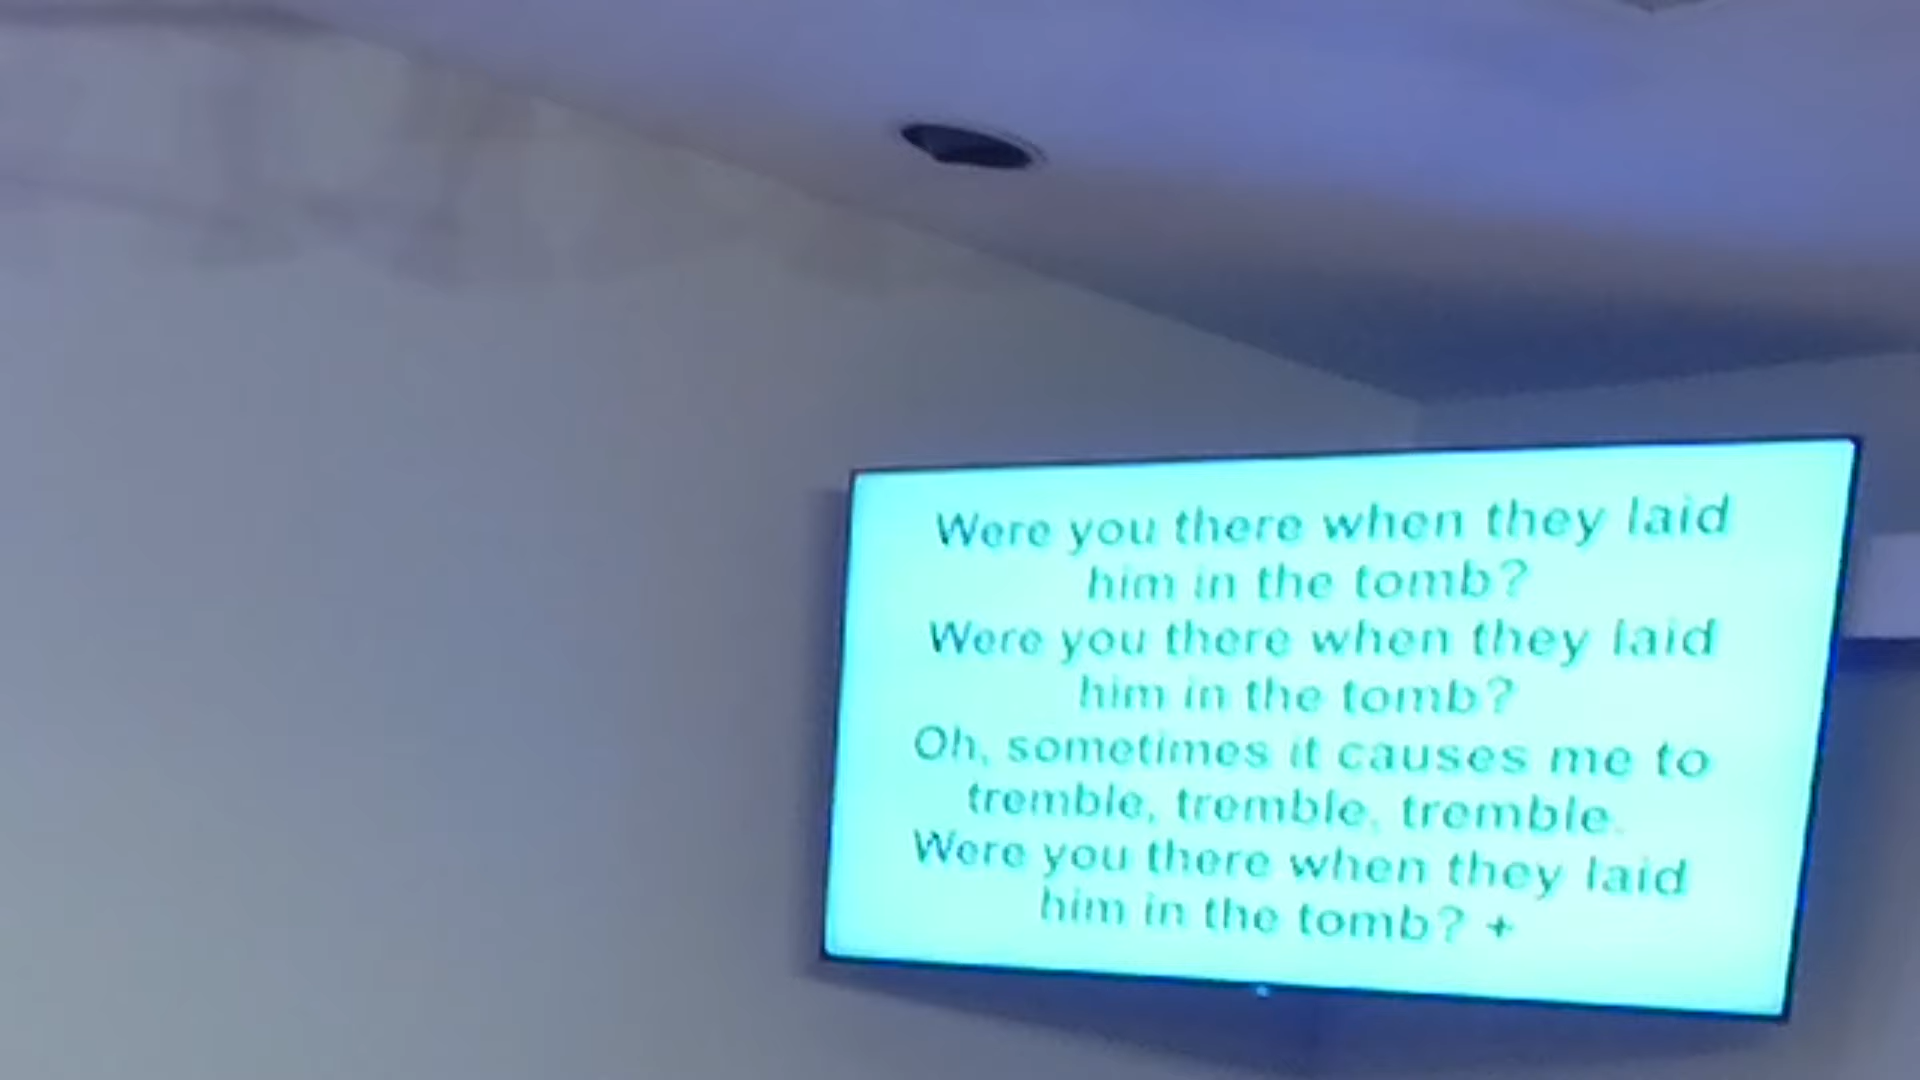 Were you there when they laid
him in the tomb?
Were you there when they laid
him in the tomb?
Oh, sometimes it causes me to
tremble, tremble, tremble.
Were you there when they laid
him in the tomb? +